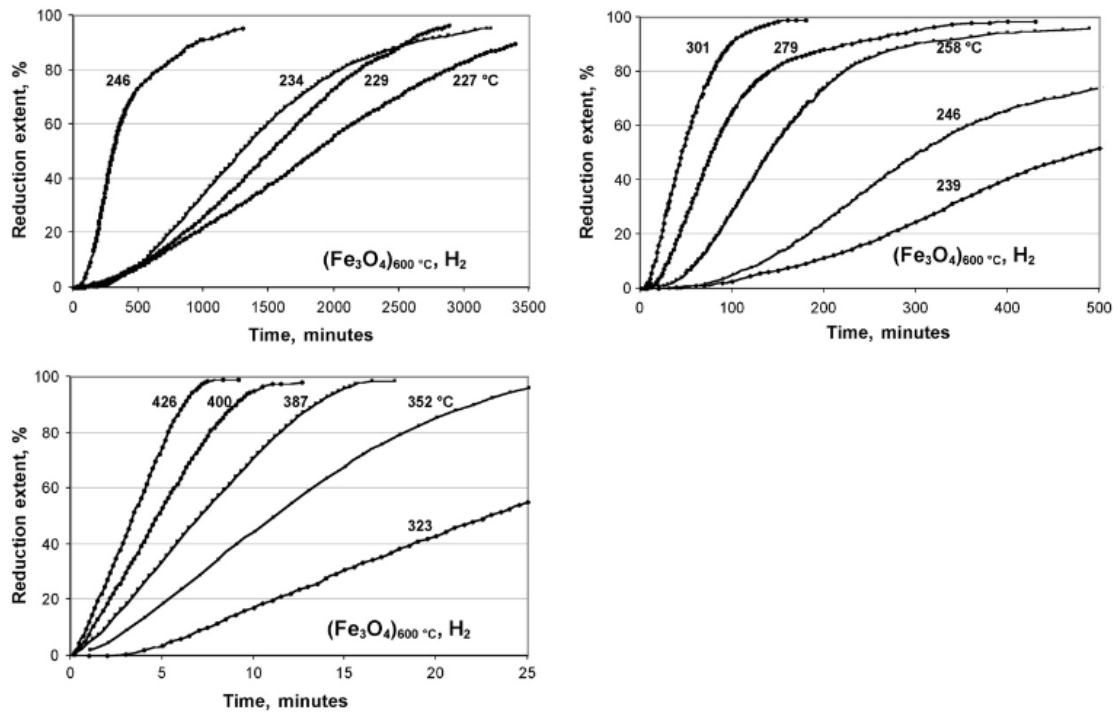 100
80
60
40
20
0
Reduction extent, %
246
234
229
227 °C
(Fe₃O₄)₆₀₀ °C, H₂
0 500 1000 1500 2000 2500 3000 3500
Time, minutes
100
80
60
40
20
0
Reduction extent, %
301
279
258 °C
246
239
(Fe₃O₄)₆₀₀ °C, H₂
0 100 200 300 400 500
Time, minutes
100
80
60
40
20
0
Reduction extent, %
426
400
387
352 °C
323
(Fe₃O₄)₆₀₀ °C, H₂
0 5 10 15 20 25
Time, minutes